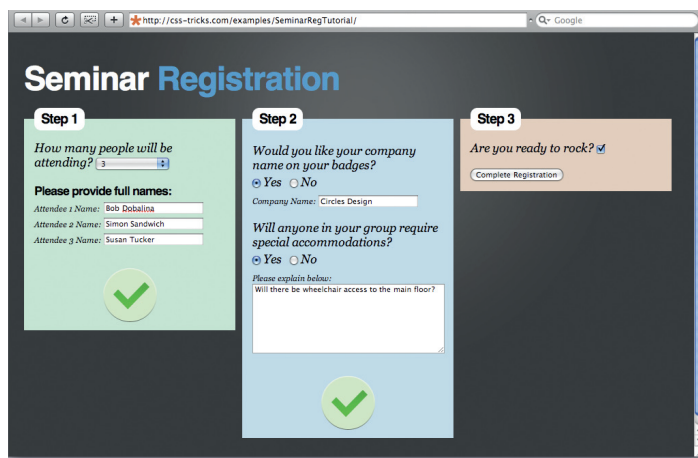 http://css-tricks.com/examples/SeminarRegTutorial/
Google
Seminar Registration
Step 1
How many people will be
attending? 3
Please provide full names:
Attendee 1 Name: Bob Dobalina
Attendee 2 Name: Simon Sandwich
Attendee 3 Name: Susan Tucker
Step 2
Would you like your company
name on your badges?
Yes No
Company Name: Circles Design
Will anyone in your group require
special accommodations?
Yes No
Please explain below:
Will there be wheelchair access to the main floor?
Step 3
Are you ready to rock?
Complete Registration